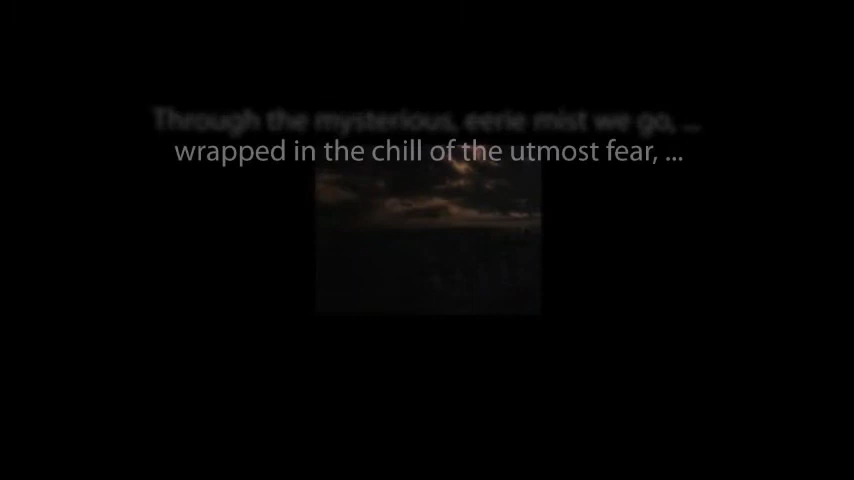 Through the mysterious, eerie mist we go, ...
wrapped in the chill of the utmost fear, ...